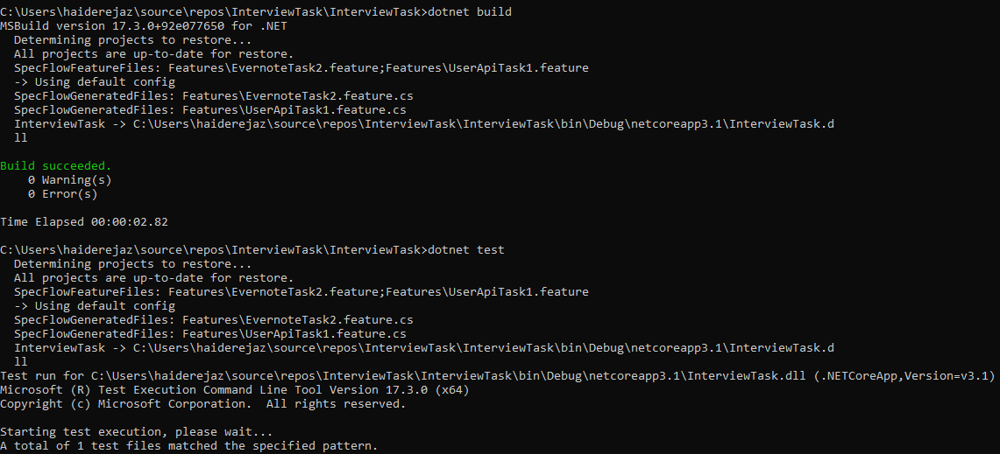 C:\Users\haiderejaz\source\repos\InterviewTask\InterviewTask>dotnet build
MSBuild version 17.3.0+92e077650 for .NET
  Determining projects to restore...
  All projects are up-to-date for restore.
  SpecFlowFeatureFiles: Features\EvernoteTask2.feature;Features\UserApiTask1.feature
  -> Using default config
  SpecFlowGeneratedFiles: Features\EvernoteTask2.feature.cs
  SpecFlowGeneratedFiles: Features\UserApiTask1.feature.cs
  InterviewTask -> C:\Users\haiderejaz\source\repos\InterviewTask\InterviewTask\bin\Debug\netcoreapp3.1\InterviewTask.d
  ll

Build succeeded.
    0 Warning(s)
    0 Error(s)

Time Elapsed 00:00:02.82

C:\Users\haiderejaz\source\repos\InterviewTask\InterviewTask>dotnet test
  Determining projects to restore...
  All projects are up-to-date for restore.
  SpecFlowFeatureFiles: Features\EvernoteTask2.feature;Features\UserApiTask1.feature
  -> Using default config
  SpecFlowGeneratedFiles: Features\EvernoteTask2.feature.cs
  SpecFlowGeneratedFiles: Features\UserApiTask1.feature.cs
  InterviewTask -> C:\Users\haiderejaz\source\repos\InterviewTask\InterviewTask\bin\Debug\netcoreapp3.1\InterviewTask.d
  ll
Test run for C:\Users\haiderejaz\source\repos\InterviewTask\InterviewTask\bin\Debug\netcoreapp3.1\InterviewTask.dll (.NETCoreApp,Version=v3.1)
Microsoft (R) Test Execution Command Line Tool Version 17.3.0 (x64)
Copyright (c) Microsoft Corporation.  All rights reserved.

Starting test execution, please wait...
A total of 1 test files matched the specified pattern.